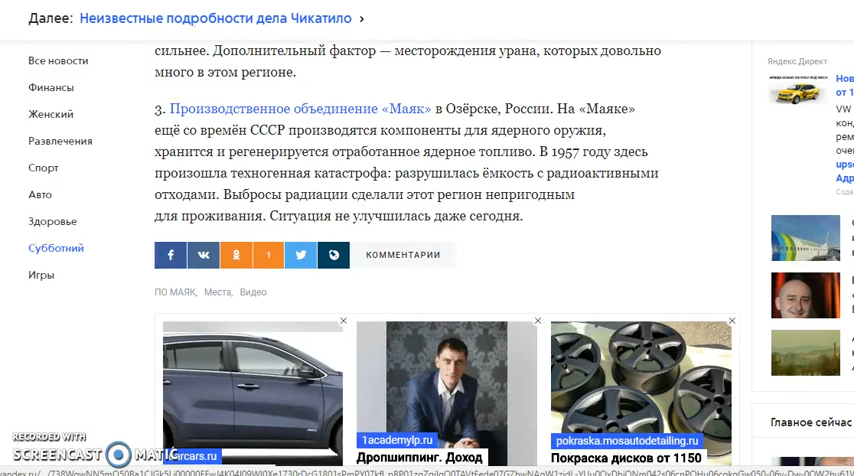 Далее: Неизвестные подробности дела Чикатило ›
Все новости
Финансы
Женский
Развлечения
Спорт
Авто
Здоровье
Субботний
Игры
сильнее. Дополнительный фактор — месторождения урана, которых довольно
много в этом регионе.
3. Производственное объединение «Маяк» в Озёрске, России. На «Маяке»
ещё со времён СССР производятся компоненты для ядерного оружия,
хранится и регенерируется отработанное ядерное топливо. В 1957 году здесь
произошла техногенная катастрофа: разрушилась ёмкость с радиоактивными
отходами. Выбросы радиации сделали этот регион непригодным
для проживания. Ситуация не улучшилась даже сегодня.
1
КОММЕНТАРИИ
ПО МАЯК, Места, Видео
ircars.ru
1academylp.ru
Дропшиппинг. Доход
pokraska.mosautodetailing.ru
Покраска дисков от 1150
Яндекс.Директ
Нов
от 1
VW
кон
рем
оче
upse
Адр
Главное сейчас
RECORDED WITH
SCREENCAST MATIC